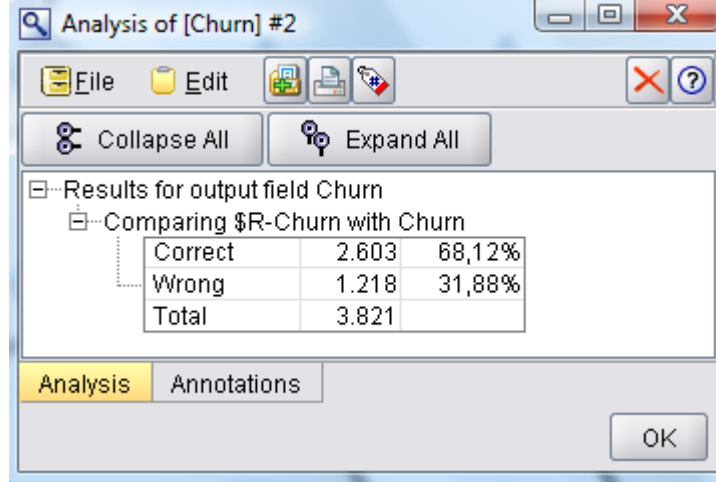 Analysis of [Churn] #2
File Edit
Collapse All Expand All
Results for output field Churn
Comparing $R-Churn with Churn
Correct 2.603 68,12%
Wrong 1.218 31,88%
Total 3.821
Analysis Annotations
OK